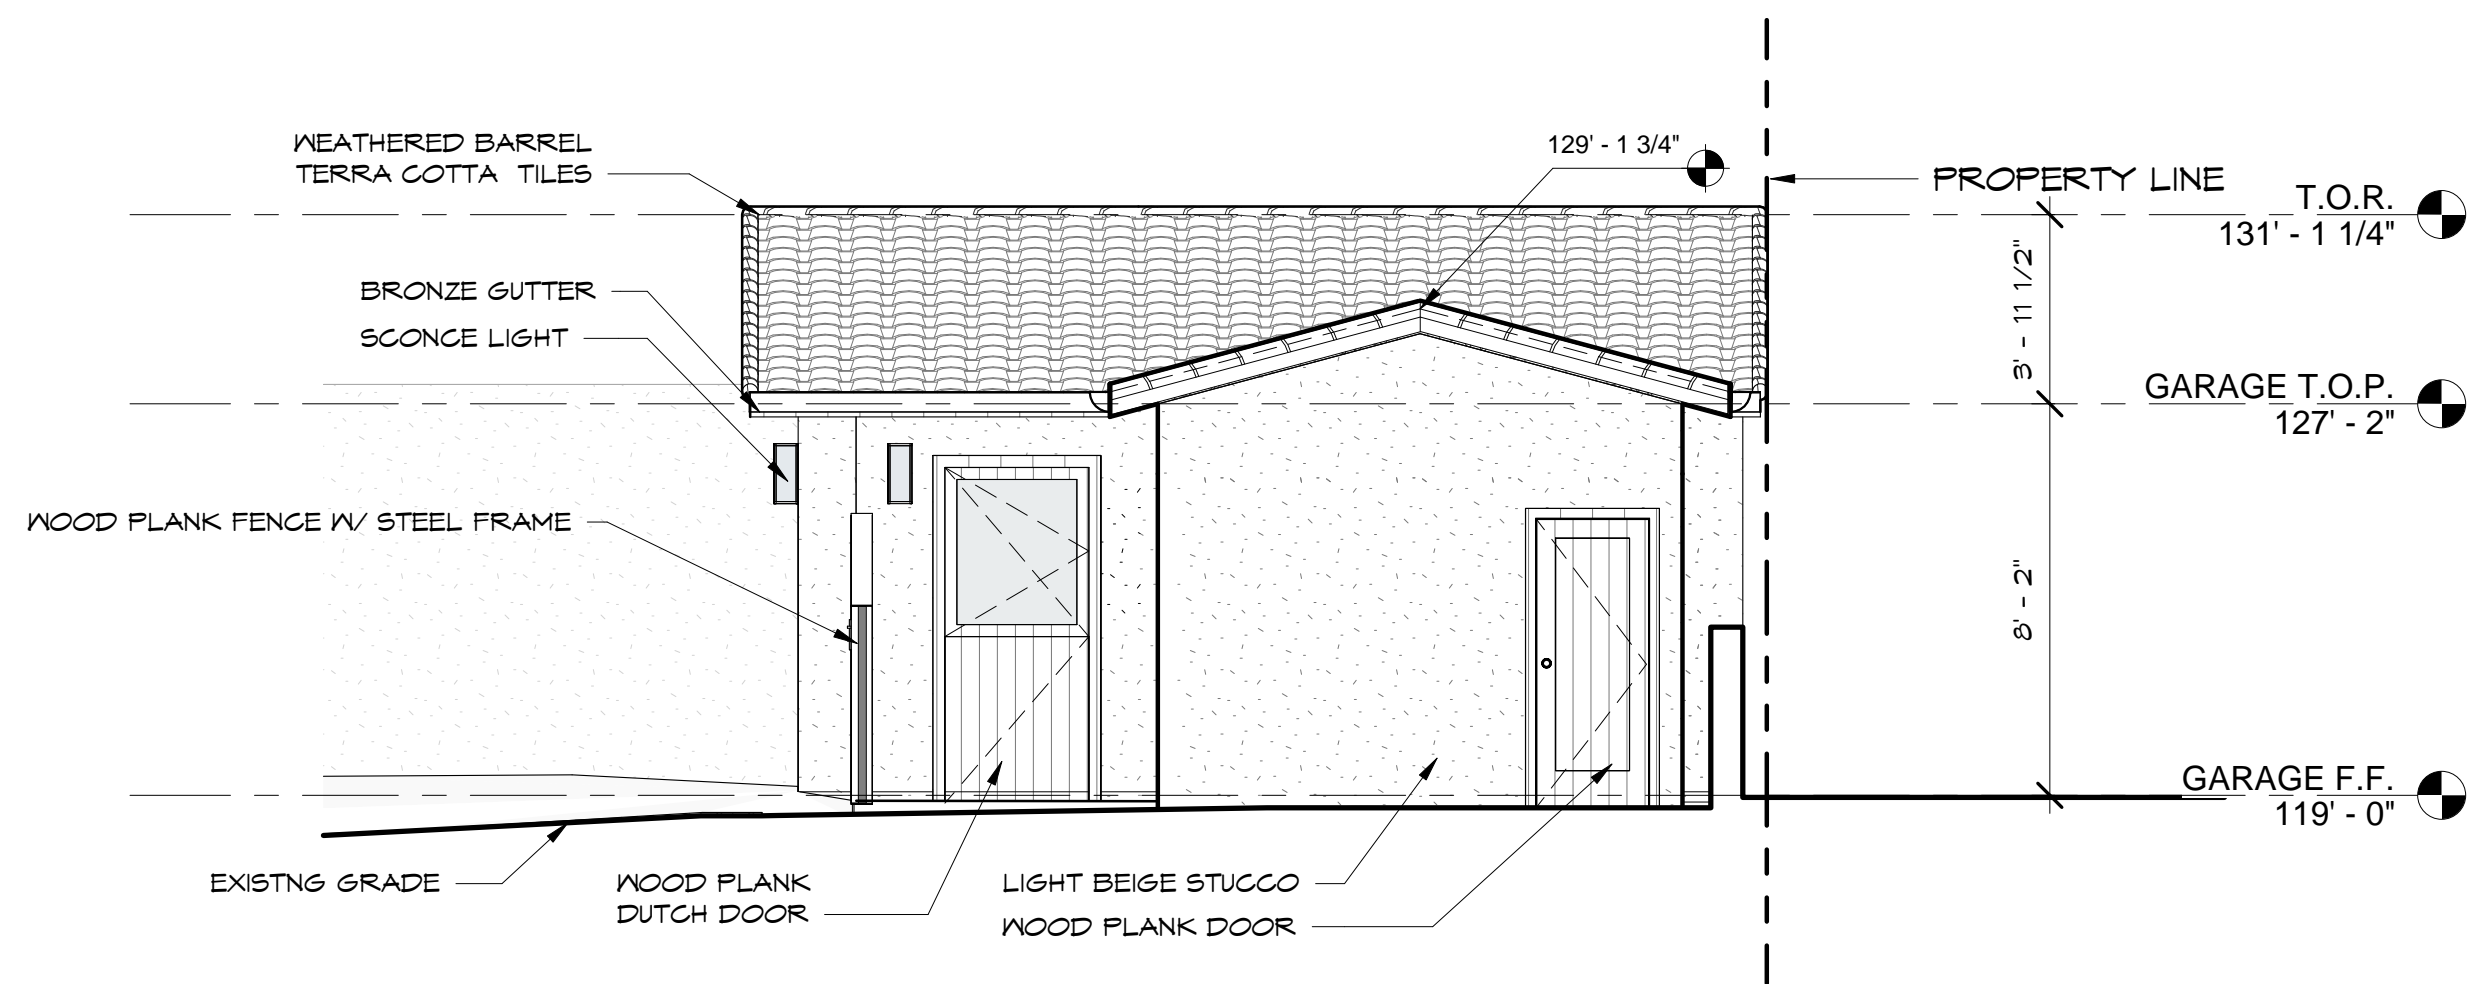 WEATHERED BARREL
TERRA COTTA TILES
129' - 1 3/4"
PROPERTY LINE
T.O.R.
131' - 1 1/4"
BRONZE GUTTER
SCONCE LIGHT
3' - 11 1/2"
GARAGE T.O.P.
127' - 2"
WOOD PLANK FENCE W/ STEEL FRAME
8' - 2"
GARAGE F.F.
119' - 0"
EXISTNG GRADE
WOOD PLANK
DUTCH DOOR
LIGHT BEIGE STUCCO
WOOD PLANK DOOR